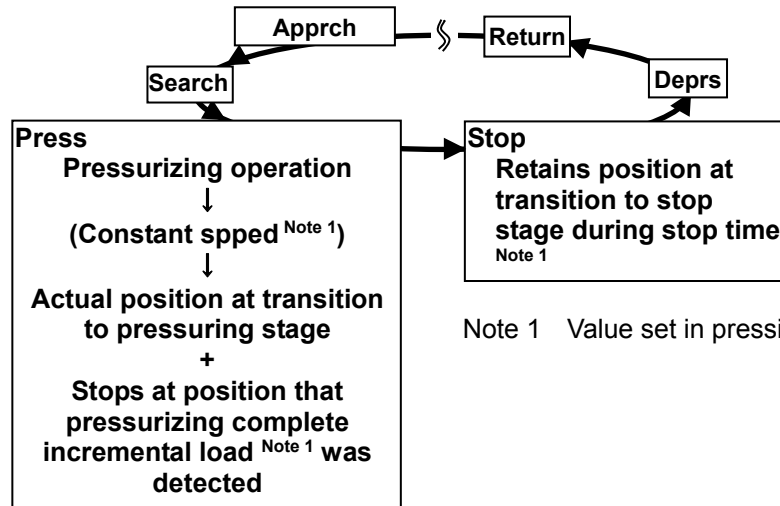 Apprch
Return
Search
Deprs
Press
Pressurizing operation
↓
(Constant spped Note 1)
↓
Actual position at transition
to pressuring stage
+
Stops at position that
pressurizing complete
incremental load Note 1 was
detected
Stop
Retains position at
transition to stop
stage during stop time
Note 1
Note 1 Value set in